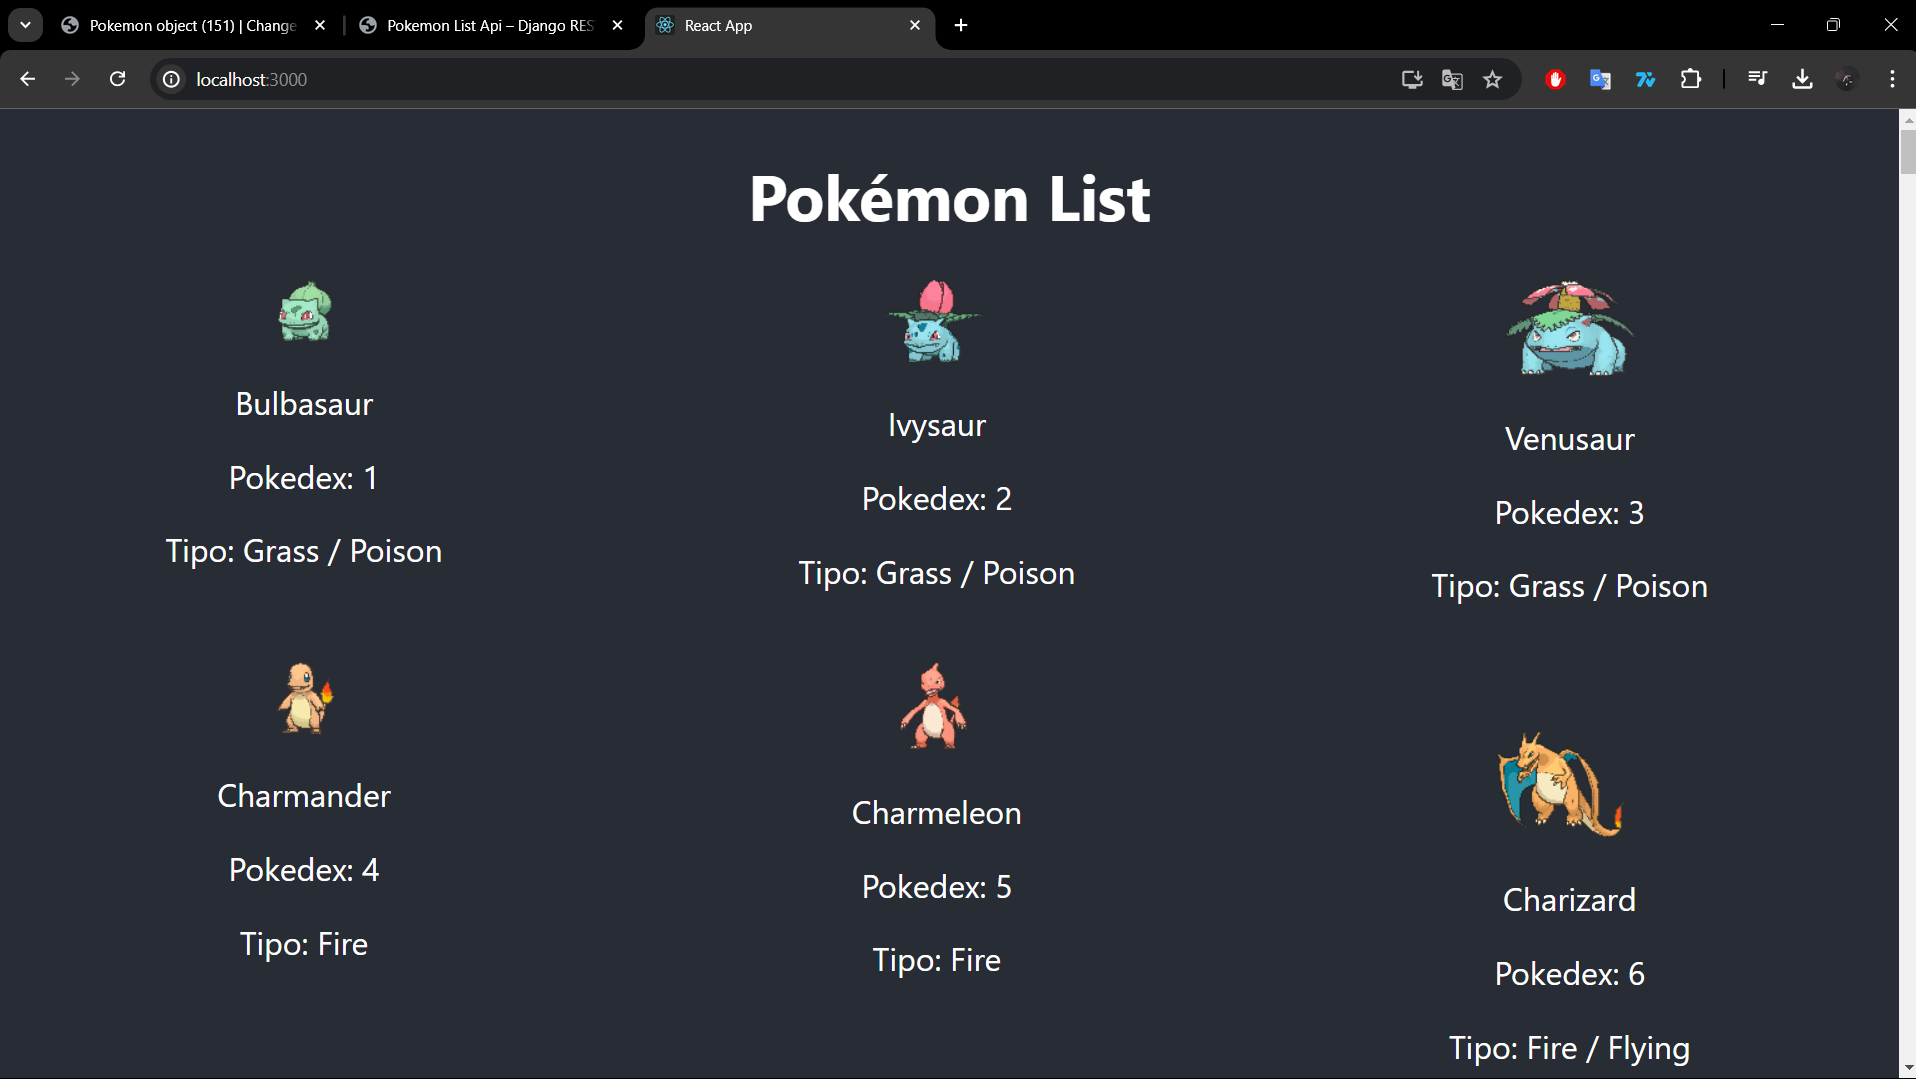 Pokemon object (151) | Change
Pokemon List Api – Django RES
React App
localhost:3000
Pokémon List
Bulbasaur
Pokedex: 1
Tipo: Grass / Poison
Ivysaur
Pokedex: 2
Tipo: Grass / Poison
Venusaur
Pokedex: 3
Tipo: Grass / Poison
Charmander
Pokedex: 4
Tipo: Fire
Charmeleon
Pokedex: 5
Tipo: Fire
Charizard
Pokedex: 6
Tipo: Fire / Flying